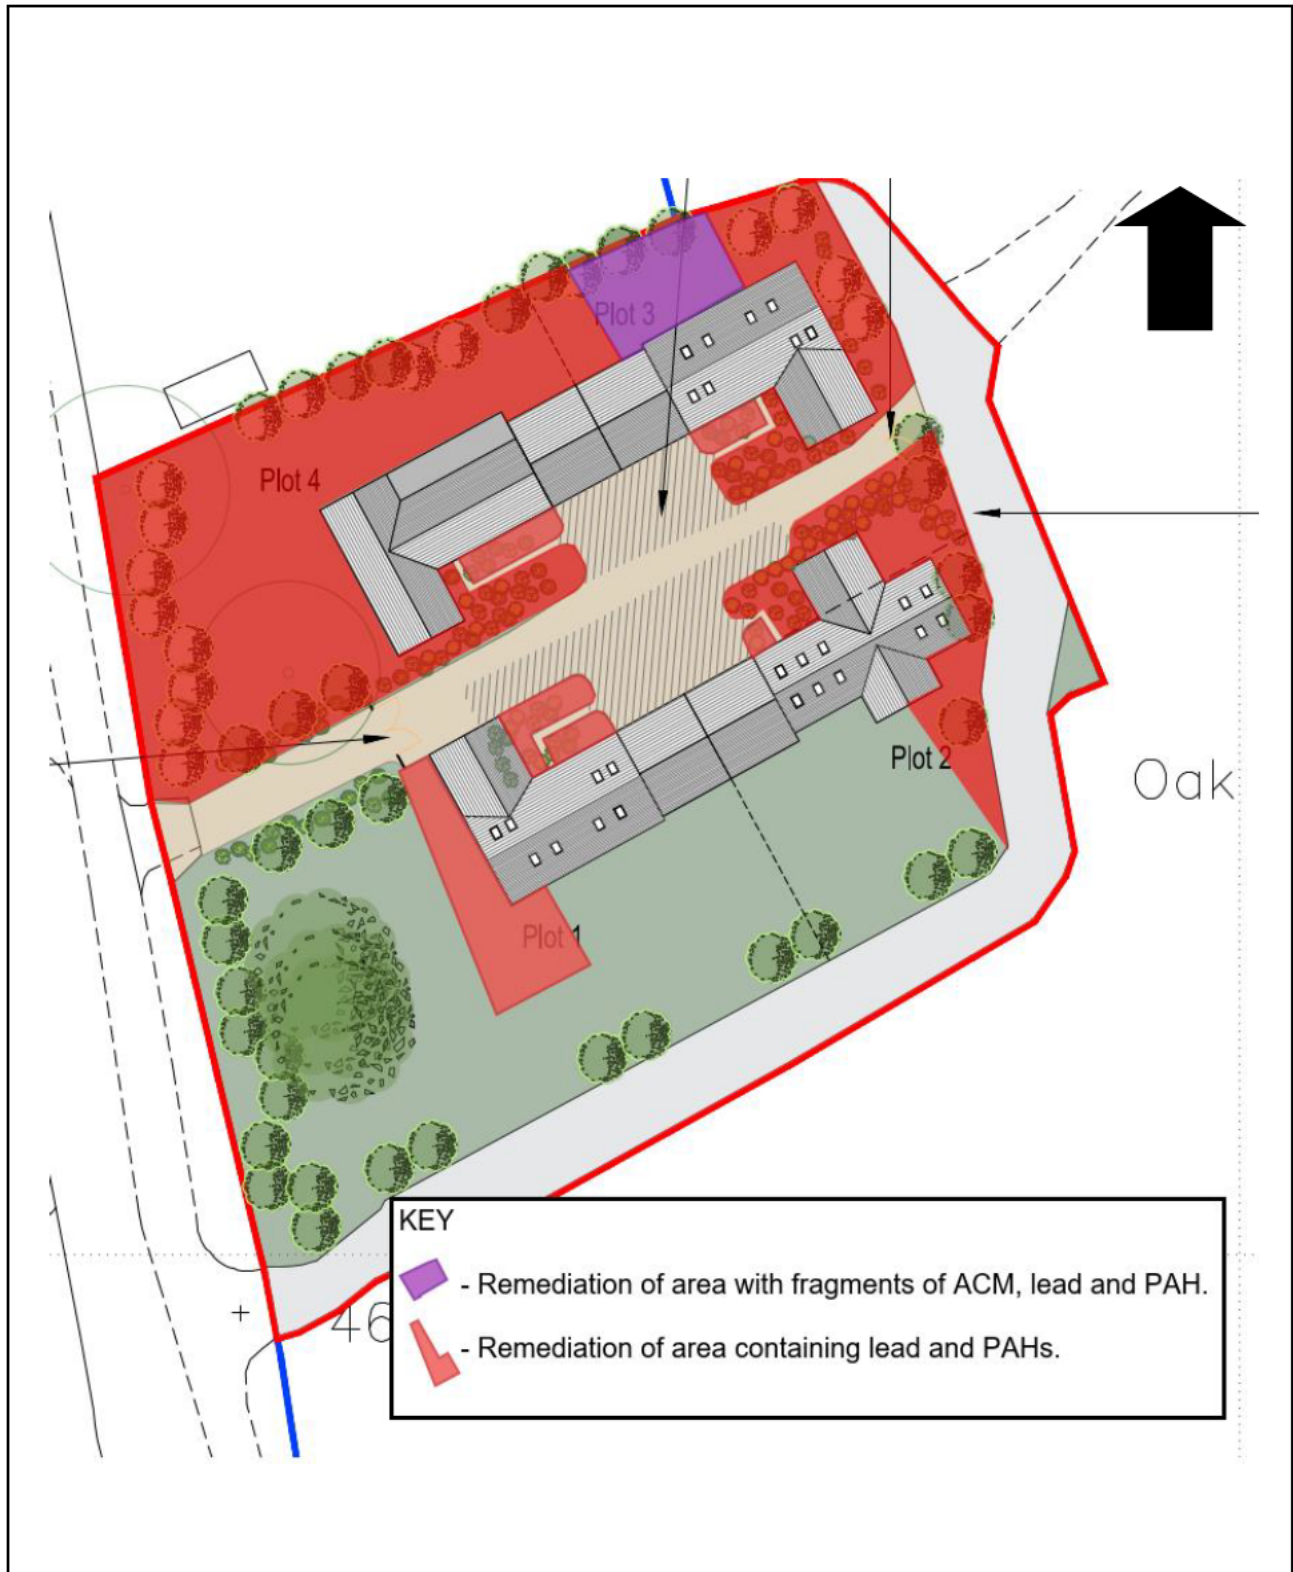 Plot 3
Plot 4
Plot 2
Oak
Plot 1
KEY
- Remediation of area with fragments of ACM, lead and PAH.
46
- Remediation of area containing lead and PAHs.